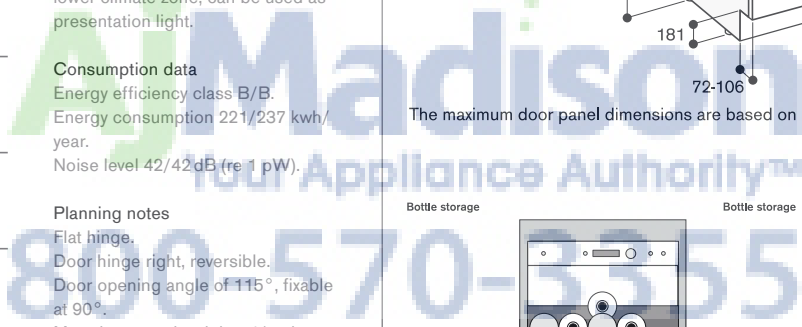 lower climate zone, can be used as
presentation light.
Consumption data
Energy efficiency class B/B.
Energy consumption 221/237 kwh/
year.
Noise level 42/42 dB (re 1 pW).
Planning notes
Flat hinge.
Door hinge right, reversible.
Door opening angle of 115°, fixable
at 90°.
181
72-106
The maximum door panel dimensions are based on
Bottle storage
Bottle storage
AjMadison
Your Appliance Authority™
800-570-3355